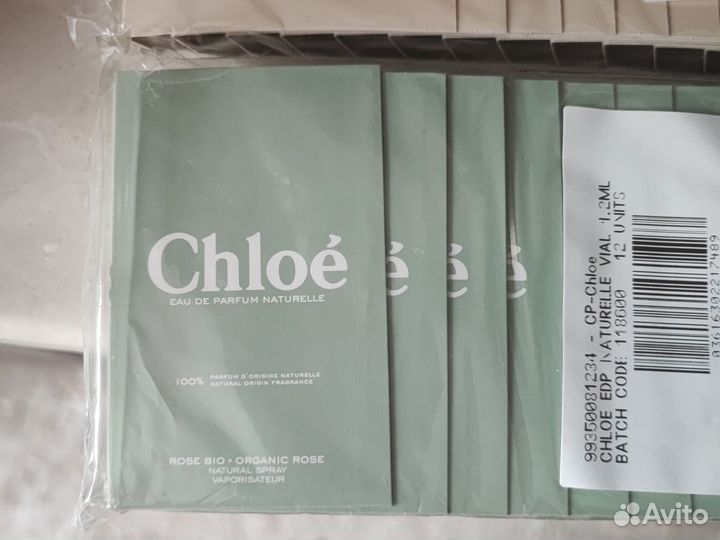 Chloé
EAU DE PARFUM NATURELLE
100% PARFUM D'ORIGINE NATURELLE
NATURAL ORIGIN FRAGRANCE
ROSE BIO • ORGANIC ROSE
NATURAL SPRAY
VAPORISATEUR
é
é
é
99350081234 - CP-Chloe
CHLOE EDP NATURELLE VIAL 1.2ML
BATCH CODE 118600 12 UNITS
03616302217489
Avito